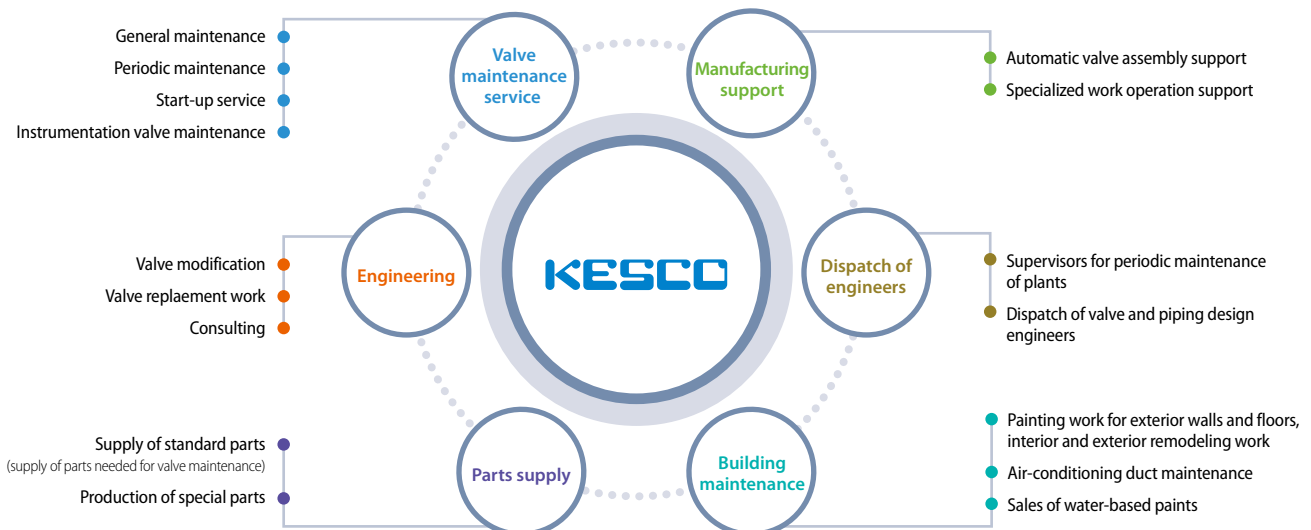 General maintenance
Periodic maintenance
Start-up service
Instrumentation valve maintenance
Valve
maintenance
service
Manufacturing
support
Automatic valve assembly support
Specialized work operation support
Valve modification
Valve replaement work
Consulting
Engineering
KESCO
Dispatch of
engineers
Supervisors for periodic maintenance
of plants
Dispatch of valve and piping design
engineers
Supply of standard parts
(supply of parts needed for valve maintenance)
Production of special parts
Parts supply
Building
maintenance
Painting work for exterior walls and floors,
interior and exterior remodeling work
Air-conditioning duct maintenance
Sales of water-based paints